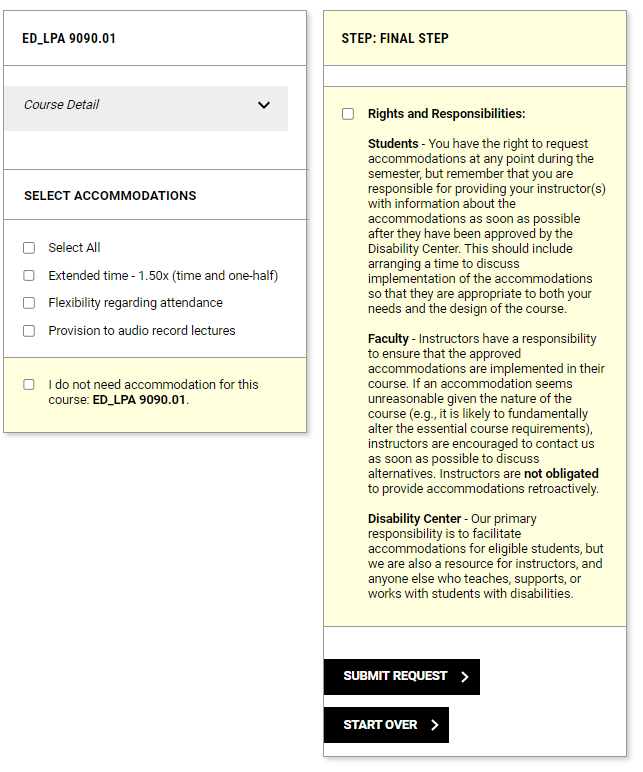 ED_LPA 9090.01
Course Detail
SELECT ACCOMMODATIONS
Select All
Extended time - 1.50x (time and one-half)
Flexibility regarding attendance
Provision to audio record lectures
I do not need accommodation for this
course: ED_LPA 9090.01.
STEP: FINAL STEP
Rights and Responsibilities:
Students - You have the right to request
accommodations at any point during the
semester, but remember that you are
responsible for providing your instructor(s)
with information about the
accommodations as soon as possible
after they have been approved by the
Disability Center. This should include
arranging a time to discuss
implementation of the accommodations
so that they are appropriate to both your
needs and the design of the course.
Faculty - Instructors have a responsibility
to ensure that the approved
accommodations are implemented in their
course. If an accommodation seems
unreasonable given the nature of the
course (e.g., it is likely to fundamentally
alter the essential course requirements),
instructors are encouraged to contact us
as soon as possible to discuss
alternatives. Instructors are not obligated
to provide accommodations retroactively.
Disability Center - Our primary
responsibility is to facilitate
accommodations for eligible students, but
we are also a resource for instructors, and
anyone else who teaches, supports, or
works with students with disabilities.
SUBMIT REQUEST
START OVER